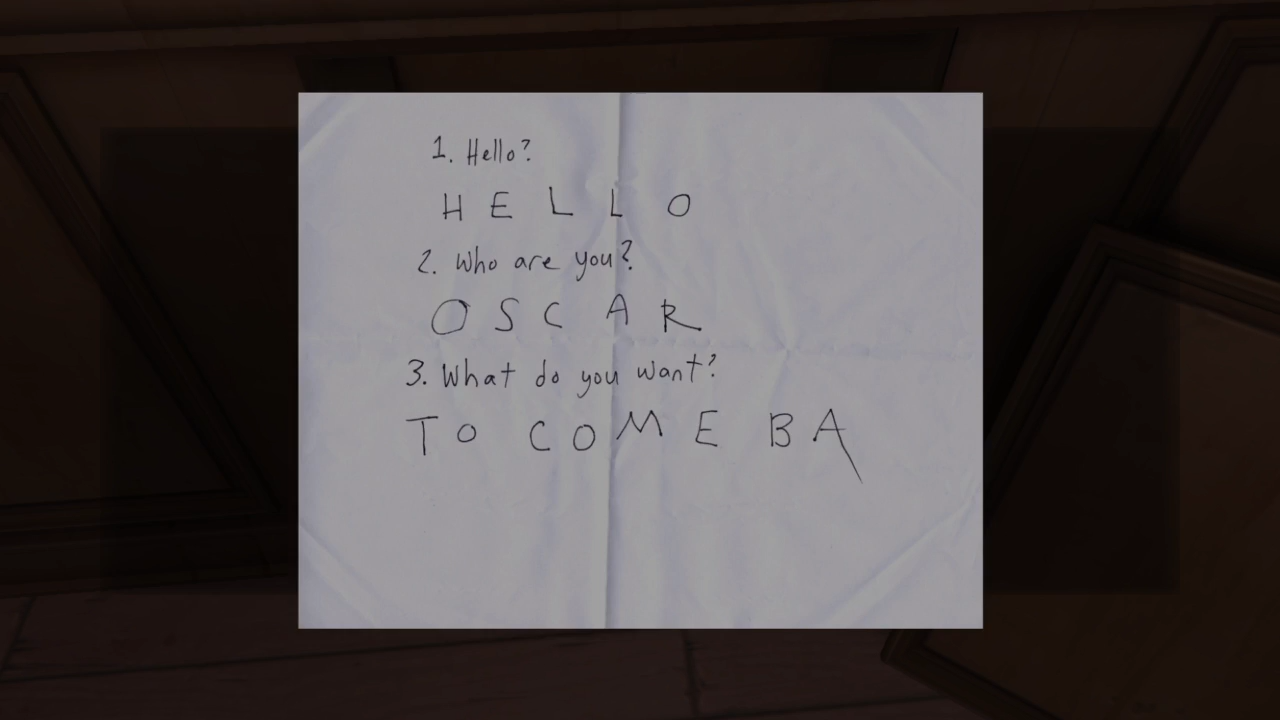 1. Hello?
H E L L O
2. Who are you?
O S C A R
3. What do you want?
T O C O M E B A